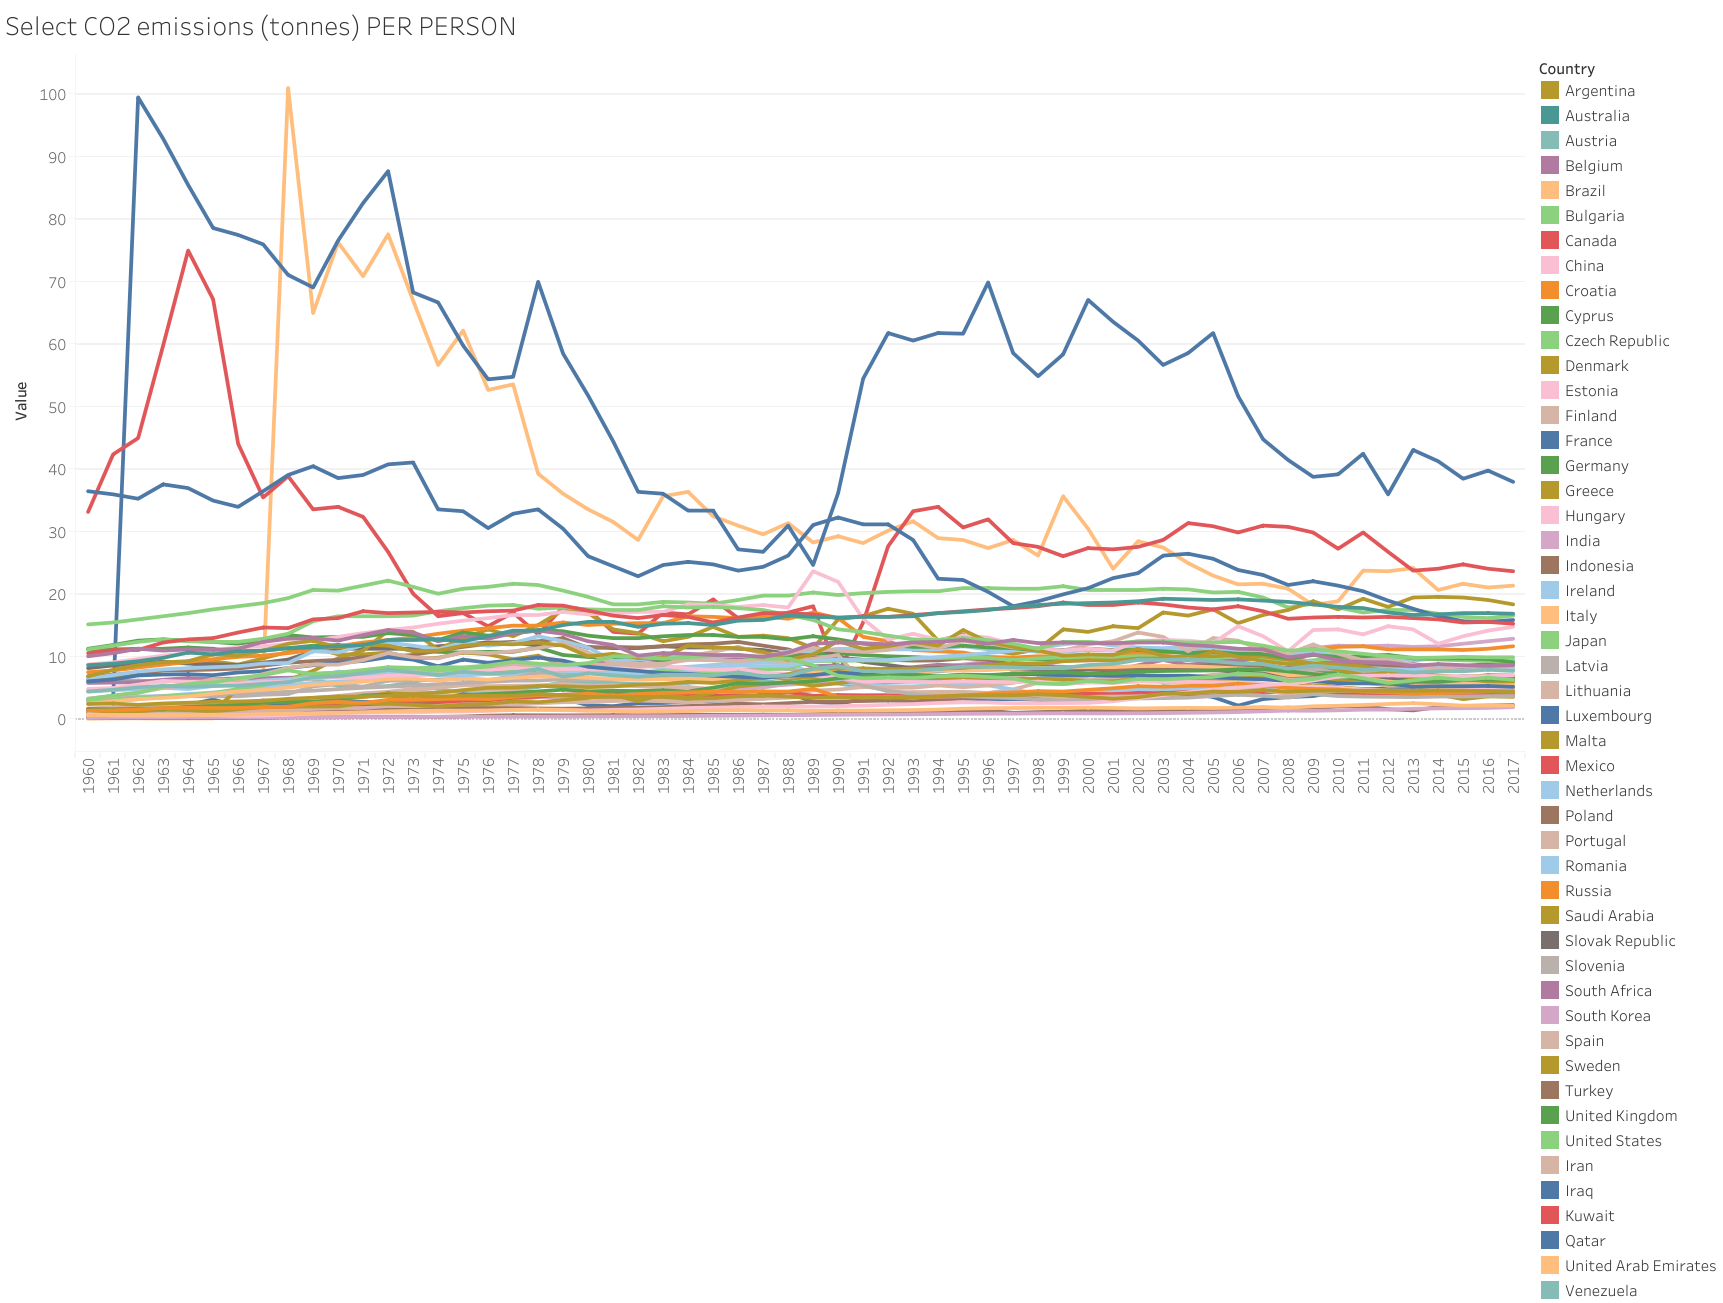 Select CO2 emissions (tonnes) PER PERSON
Value
100
90
80
70
60
50
40
30
20
10
0
1960 1961 1962 1963 1964 1965 1966 1967 1968 1969 1970 1971 1972 1973 1974 1975 1976 1977 1978 1979 1980 1981 1982 1983 1984 1985 1986 1987 1988 1989 1990 1991 1992 1993 1994 1995 1996 1997 1998 1999 2000 2001 2002 2003 2004 2005 2006 2007 2008 2009 2010 2011 2012 2013 2014 2015 2016 2017
Country
Argentina
Australia
Austria
Belgium
Brazil
Bulgaria
Canada
China
Croatia
Cyprus
Czech Republic
Denmark
Estonia
Finland
France
Germany
Greece
Hungary
India
Indonesia
Ireland
Italy
Japan
Latvia
Lithuania
Luxembourg
Malta
Mexico
Netherlands
Poland
Portugal
Romania
Russia
Saudi Arabia
Slovak Republic
Slovenia
South Africa
South Korea
Spain
Sweden
Turkey
United Kingdom
United States
Iran
Iraq
Kuwait
Qatar
United Arab Emirates
Venezuela